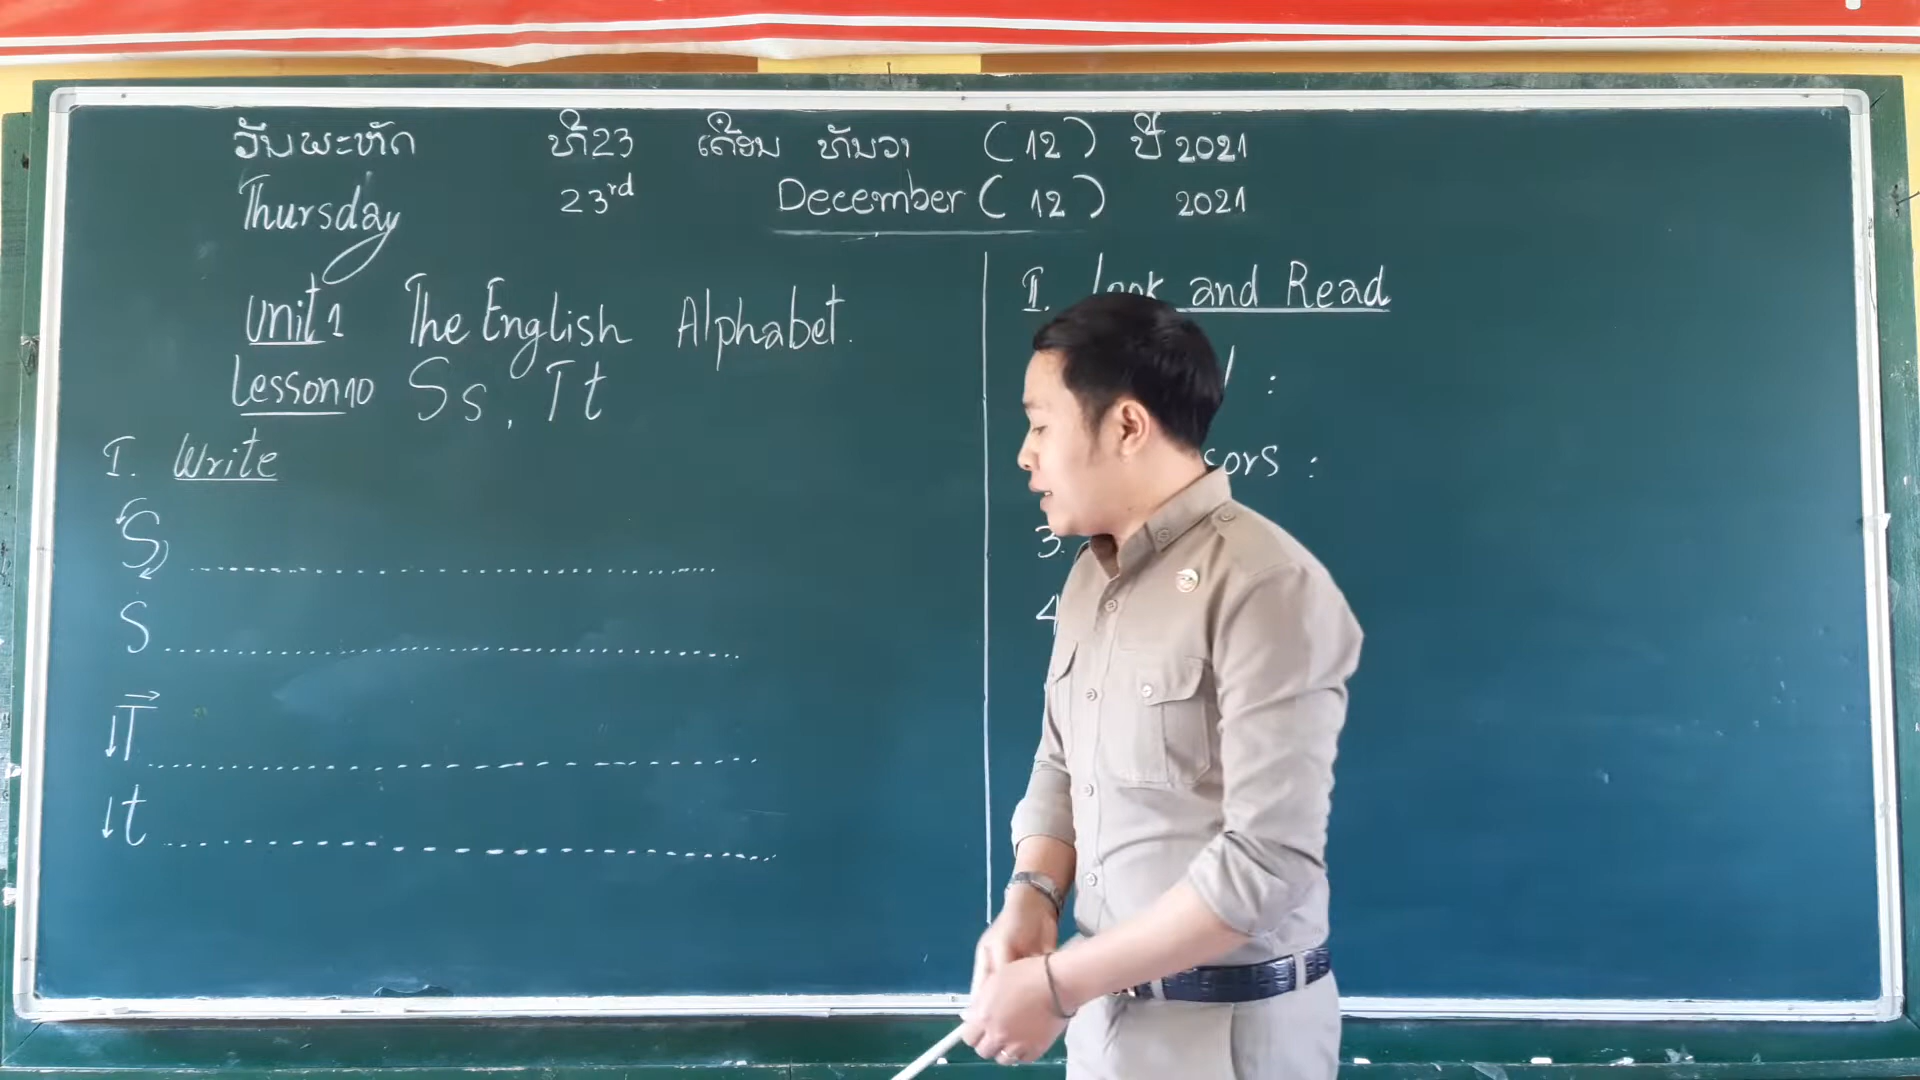 ວັນພະຫັດ ທີ23 ເດືອນ ທັນວາ (12) ປີ 2021
Thursday 23rd December (12) 2021
Unit 1 The English Alphabet.
Lesson 10 Ss, Tt
I. Write
S
s
T
t
II. Look and Read
:
:
3.
4